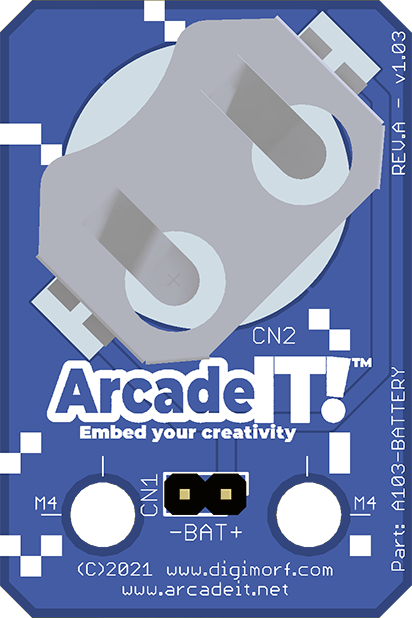 REV.A - v1.03
CN2
ArcadeIT!™
Embed your creativity
Part: A103-BATTERY
CN1
M4
M4
-BAT+
(C)2021 www.digimorf.com
www.arcadeit.net